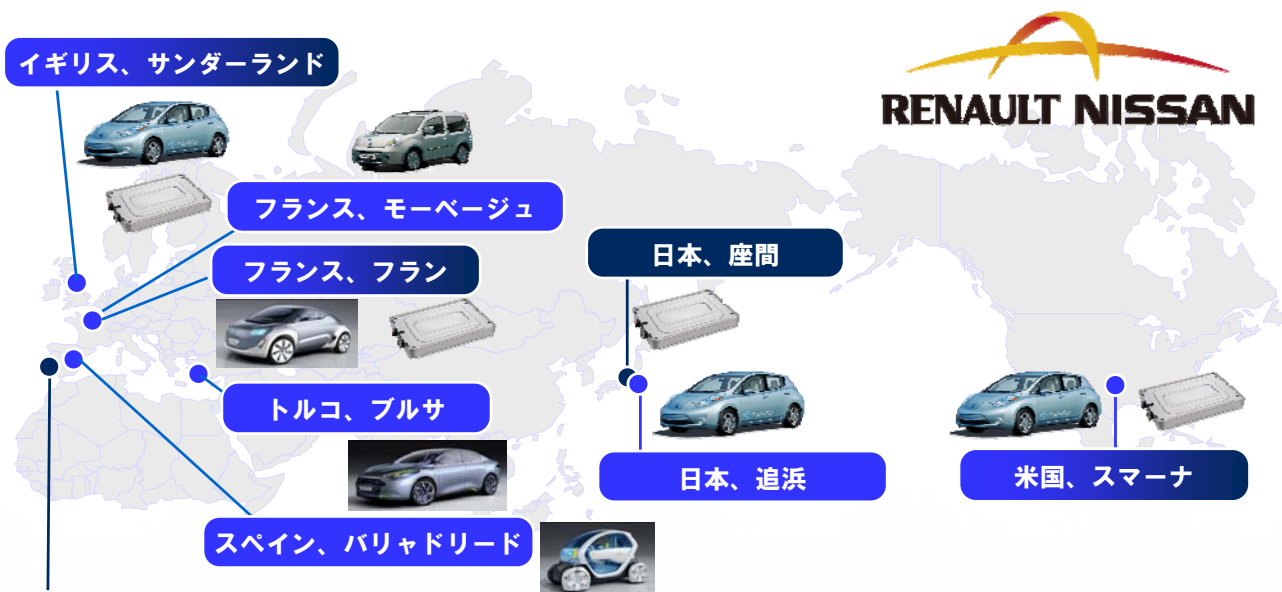 イギリス、サンダーランド
RENAULT NISSAN
フランス、モーベージュ
フランス、フラン
日本、座間
トルコ、ブルサ
日本、追浜
米国、スマーナ
スペイン、バリャドリード